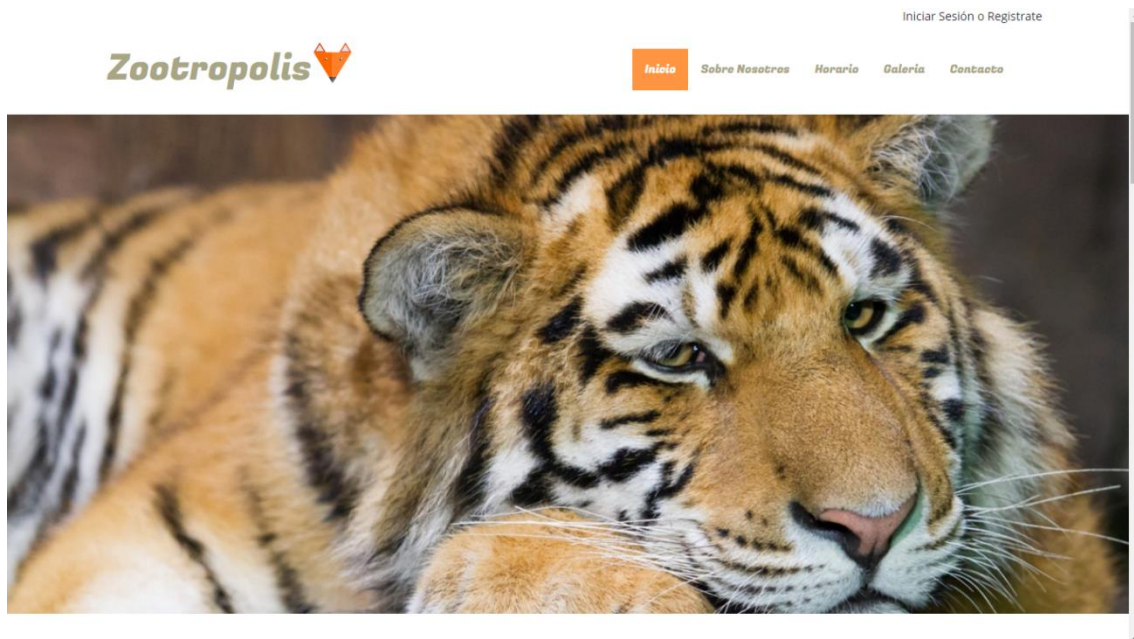 Iniciar Sesión o Registrate
Zootropolis
Inicio Sobre Nosotros Horario Galeria Contacto